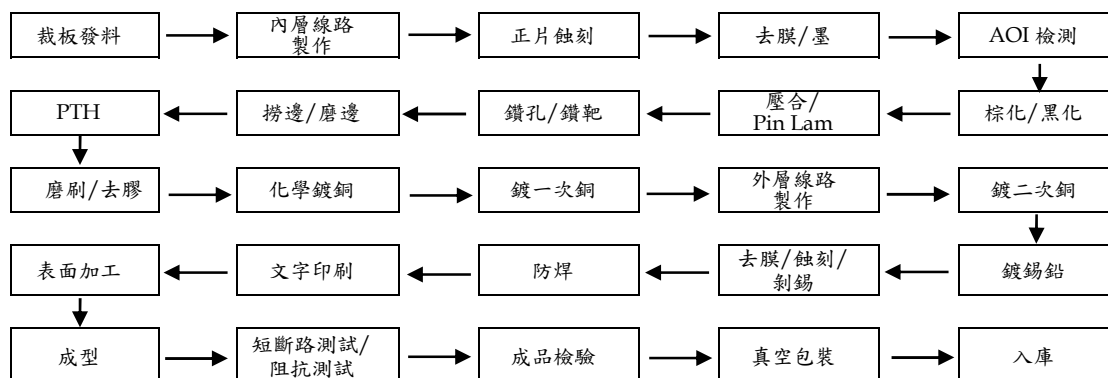 裁板發料
內層線路
製作
正片蝕刻
去膜/墨
AOI 檢測
PTH
撈邊/磨邊
鑽孔/鑽靶
壓合/
Pin Lam
棕化/黑化
磨刷/去膠
化學鍍銅
鍍一次銅
外層線路
製作
鍍二次銅
表面加工
文字印刷
防焊
去膜/蝕刻/
剝錫
鍍錫鉛
成型
短斷路測試/
阻抗測試
成品檢驗
真空包裝
入庫